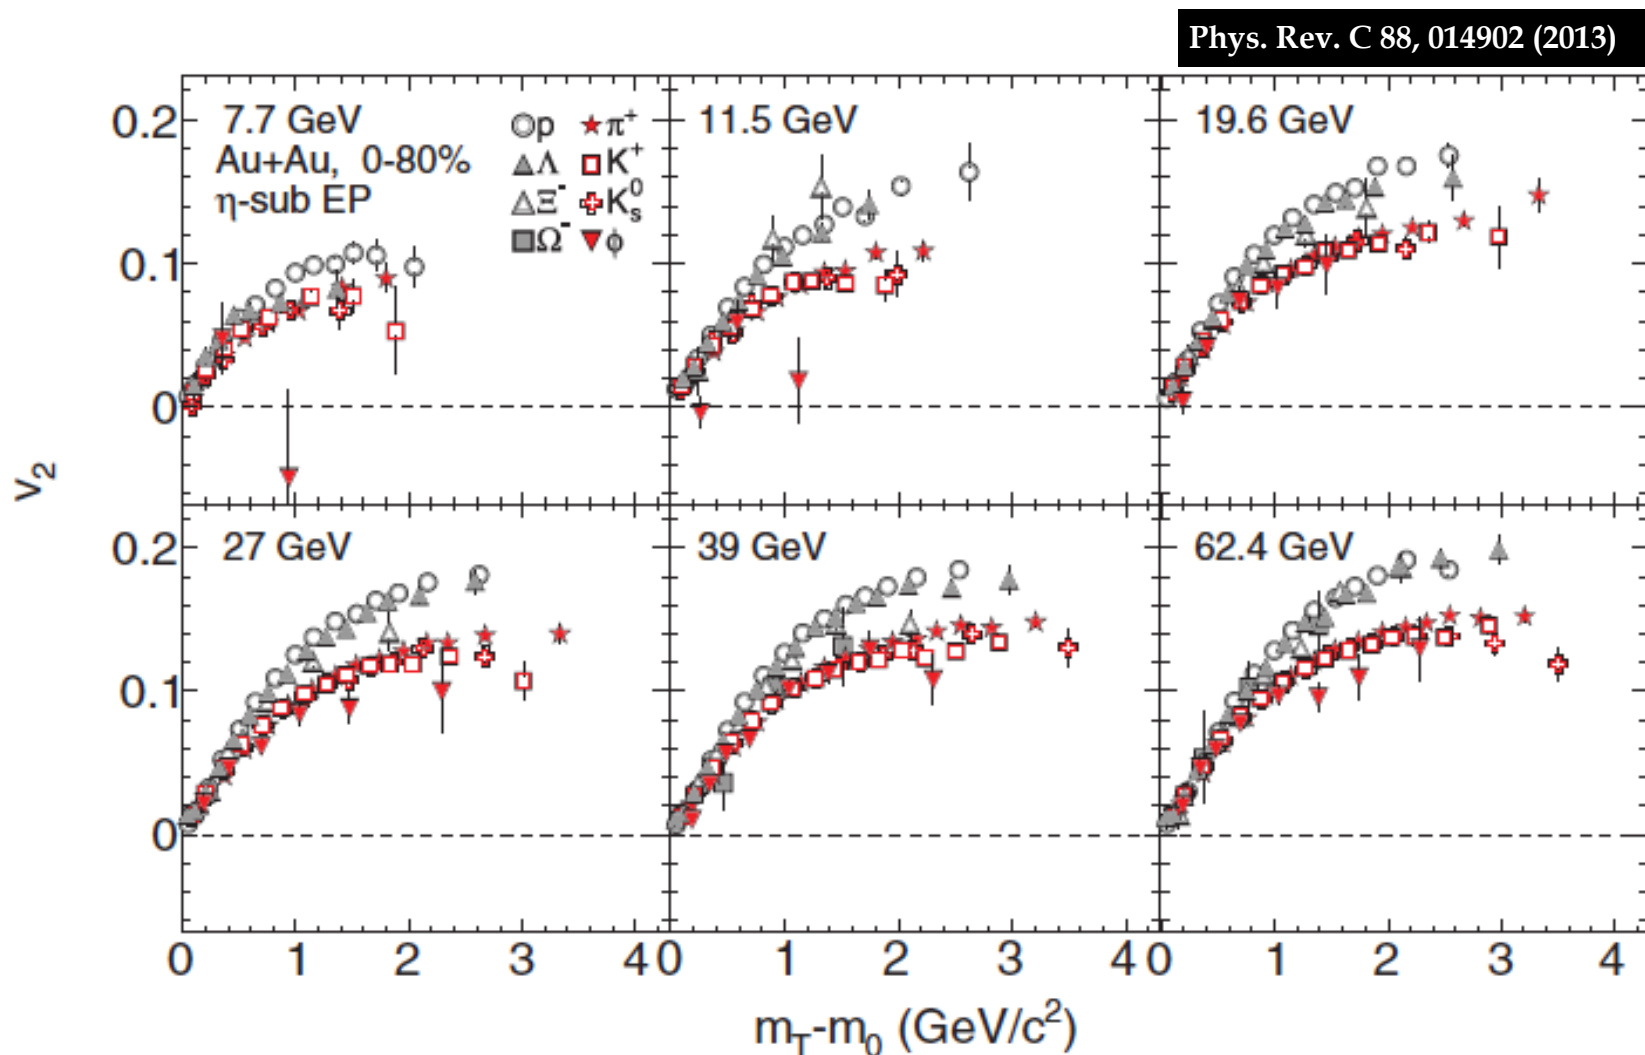 Phys. Rev. C 88, 014902 (2013)
0.2
7.7 GeV
Au+Au, 0-80%
η-sub EP
p π⁺
Λ K⁺
Ξ⁻ K⁰ₛ
Ω⁻ ϕ
11.5 GeV
19.6 GeV
0.1
0
v₂
0.2
27 GeV
39 GeV
62.4 GeV
0.1
0
0 1 2 3 4 0 1 2 3 4 0 1 2 3 4
m_T-m₀ (GeV/c²)